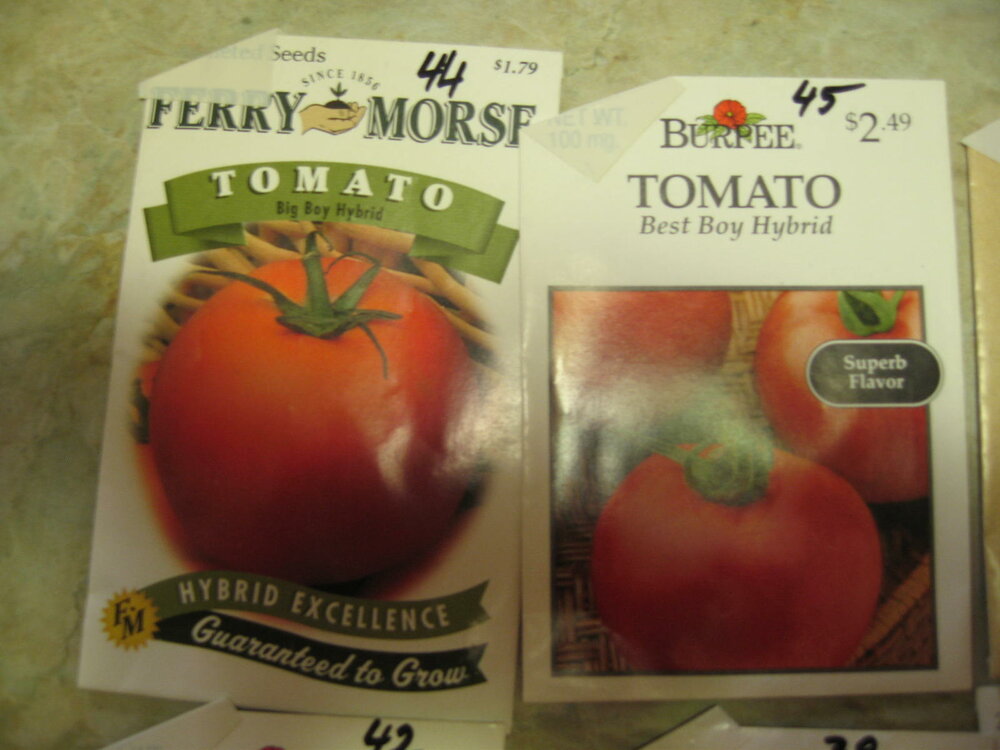 Seeds
44
$1.79
SINCE 1856
FERRY MORSE
TOMATO
Big Boy Hybrid
F·M
HYBRID EXCELLENCE
Guaranteed to Grow
NET WT.
100 mg.
45
BURPEE®
$2.49
TOMATO
Best Boy Hybrid
Superb
Flavor
42